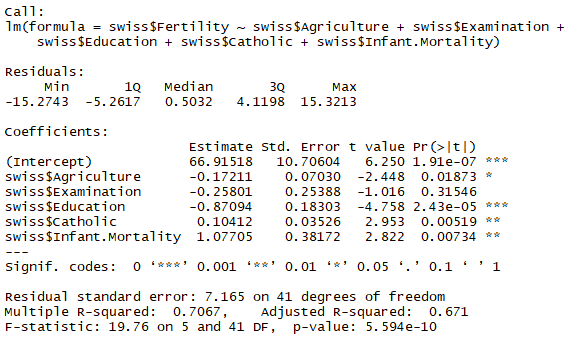 Call:
lm(formula = swiss$Fertility ~ swiss$Agriculture + swiss$Examination +
    swiss$Education + swiss$Catholic + swiss$Infant.Mortality)
Residuals:
     Min       1Q   Median       3Q      Max
-15.2743  -5.2617   0.5032   4.1198  15.3213
Coefficients:
                       Estimate Std. Error t value Pr(>|t|)
(Intercept)            66.91518   10.70604   6.250 1.91e-07 ***
swiss$Agriculture      -0.17211    0.07030  -2.448  0.01873 *
swiss$Examination      -0.25801    0.25388  -1.016  0.31546
swiss$Education        -0.87094    0.18303  -4.758 2.43e-05 ***
swiss$Catholic          0.10412    0.03526   2.953  0.00519 **
swiss$Infant.Mortality  1.07705    0.38172   2.822  0.00734 **
---
Signif. codes:  0 ‘***’ 0.001 ‘**’ 0.01 ‘*’ 0.05 ‘.’ 0.1 ‘ ’ 1
Residual standard error: 7.165 on 41 degrees of freedom
Multiple R-squared:  0.7067,    Adjusted R-squared:  0.671
F-statistic: 19.76 on 5 and 41 DF,  p-value: 5.594e-10